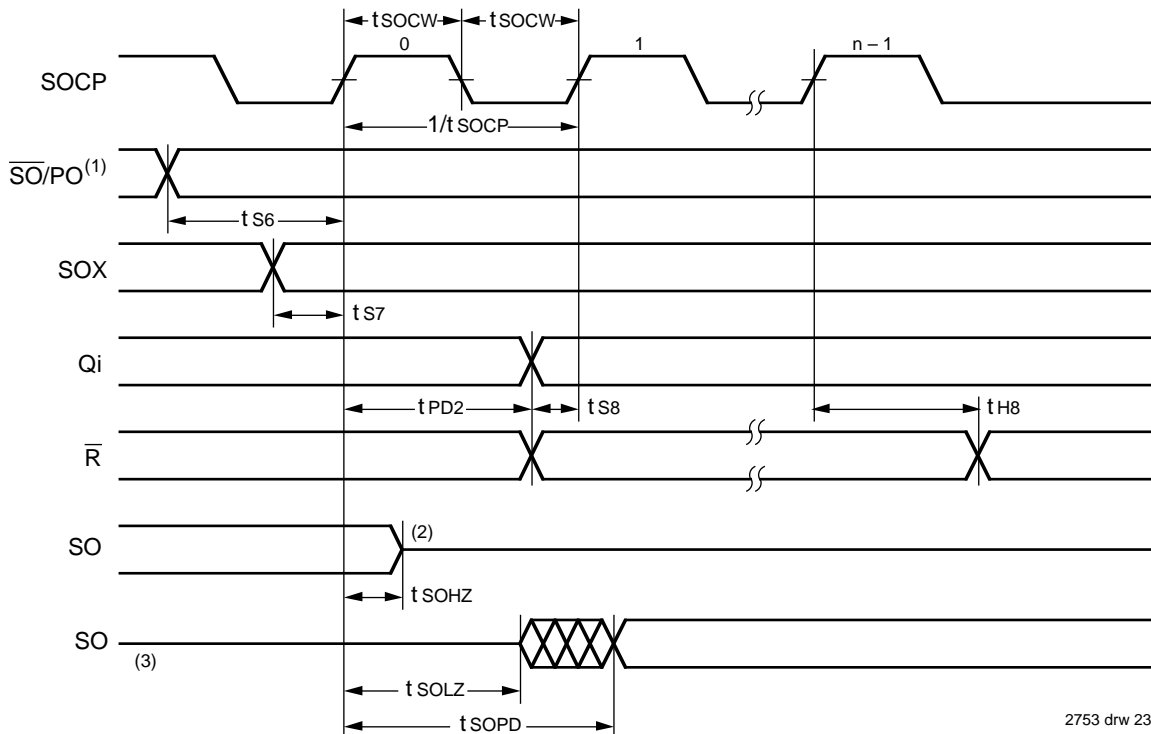 tSOCW tSOCW
0 1 n – 1
SOCP
1/tSOCP
SO/PO(1)
tS6
SOX
tS7
Qi
tPD2 tS8 tH8
R
(2)
SO
tSOHZ
SO
(3)
tSOLZ
tSOPD
2753 drw 23